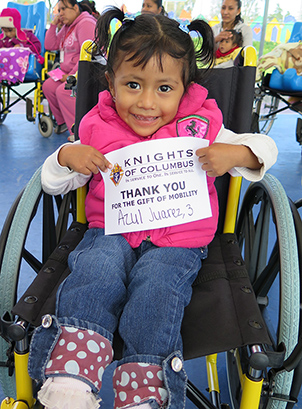 KNIGHTS
OF COLUMBUS
IN SERVICE TO ONE. IN SERVICE TO ALL.
THANK YOU
FOR THE GIFT OF MOBILITY
Azul Juarez, 3